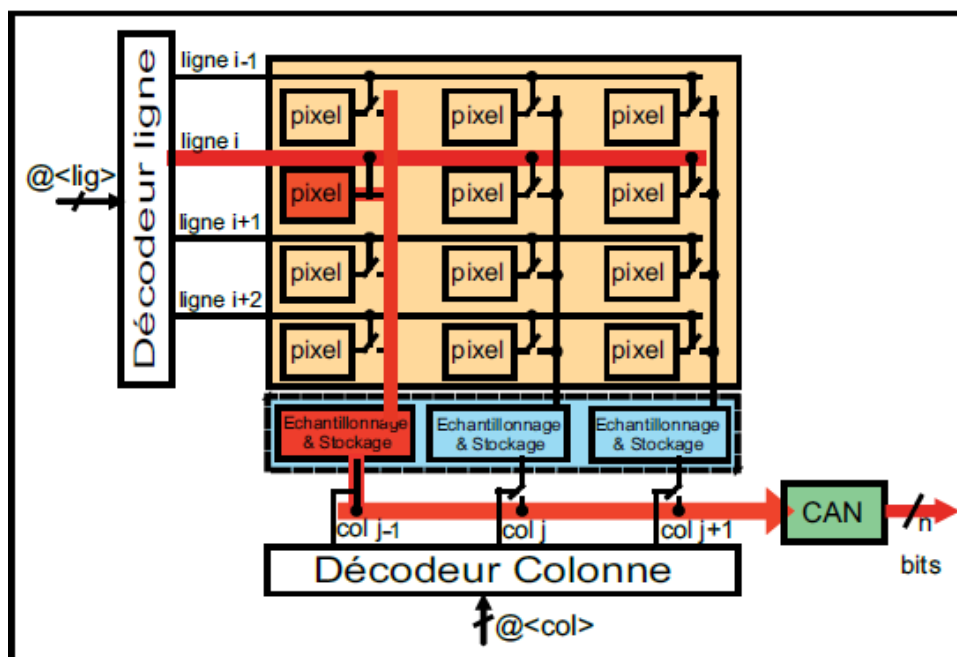 Décodeur ligne
@<lig>
ligne i-1
pixel pixel pixel
ligne i
pixel pixel pixel
ligne i+1
pixel pixel pixel
ligne i+2
pixel pixel pixel
Echantillonnage & Stockage
Echantillonnage & Stockage
Echantillonnage & Stockage
col j-1 col j col j+1
CAN
n
bits
Décodeur Colonne
@<col>